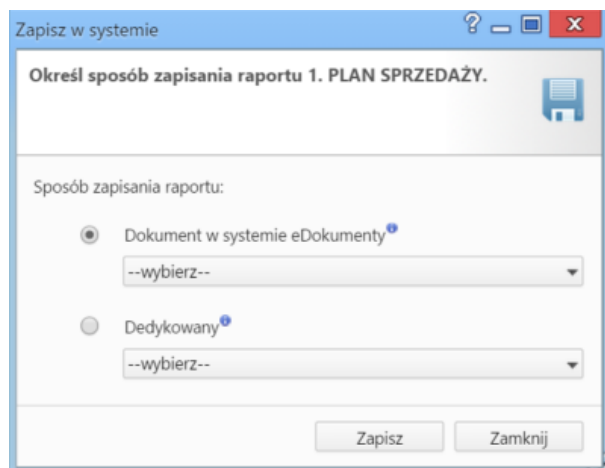 Zapisz w systemie
Określ sposób zapisania raportu 1. PLAN SPRZEDAŻY.
Sposób zapisania raportu:
Dokument w systemie eDokumenty
--wybierz--
Dedykowany
--wybierz--
Zapisz Zamknij